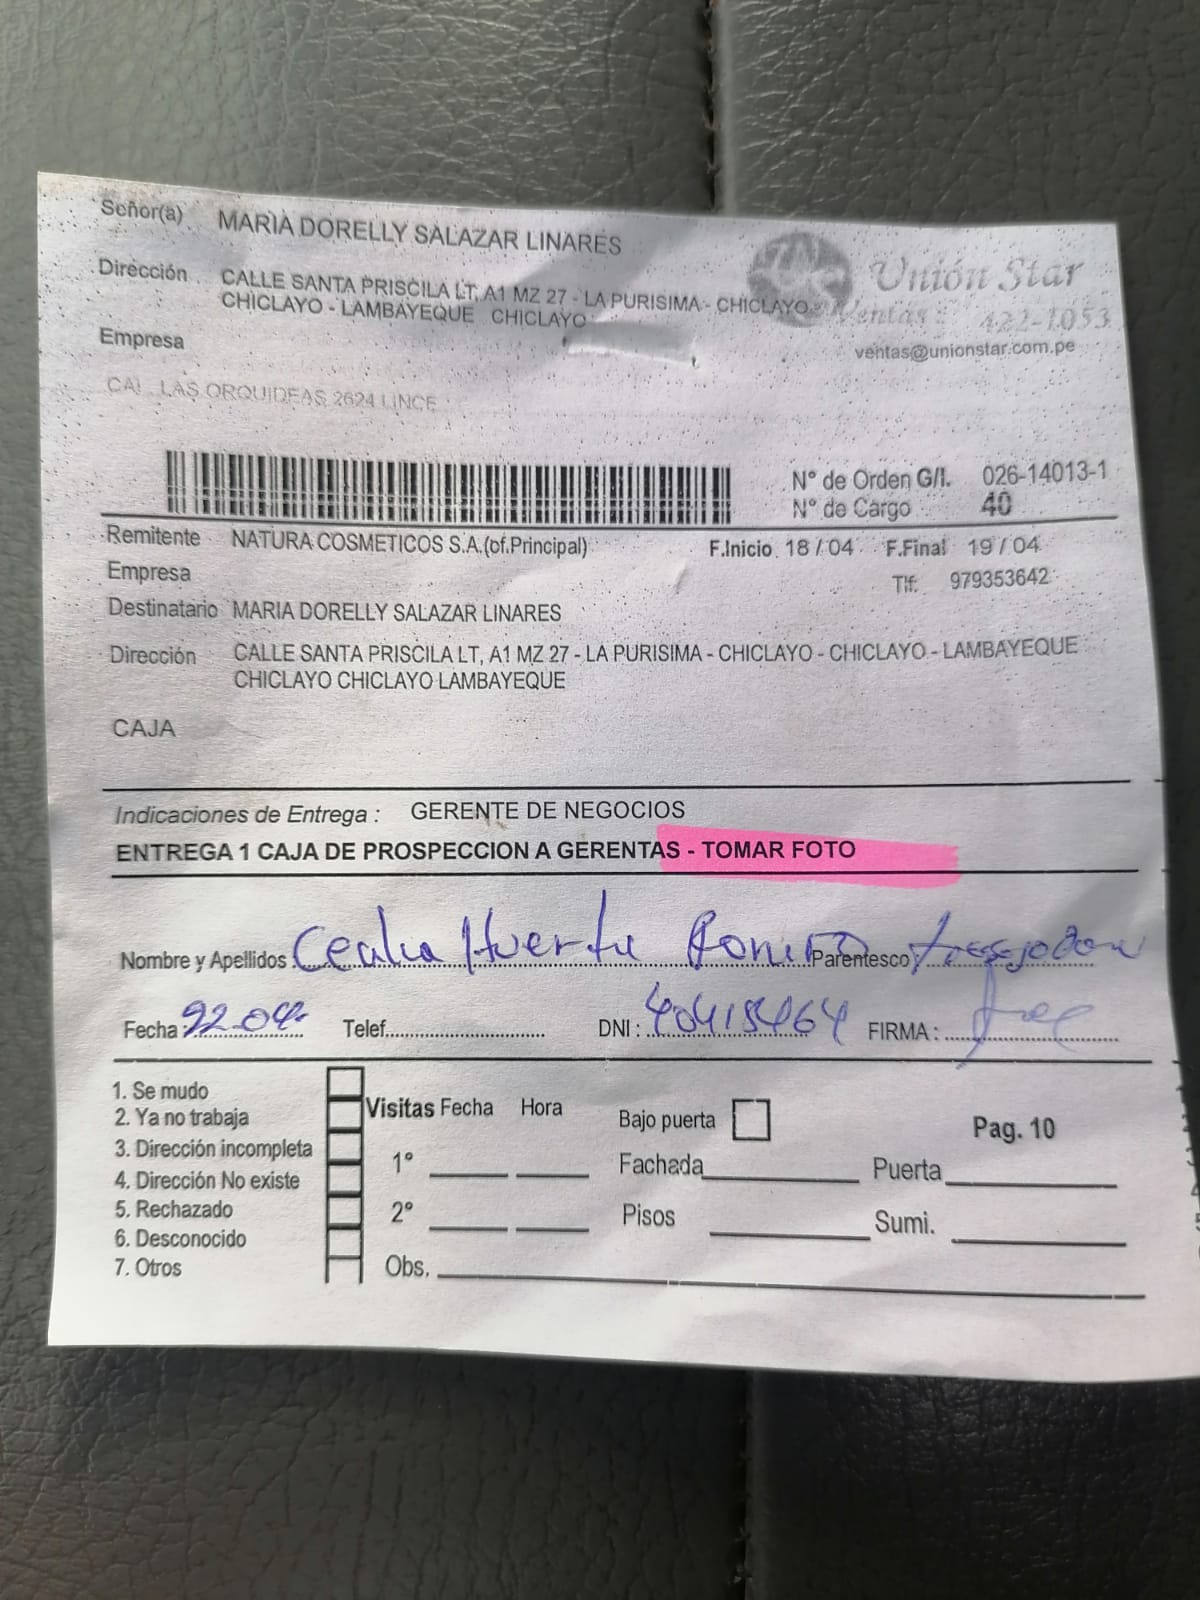 Señor(a) MARIA DORELLY SALAZAR LINARES
Dirección CALLE SANTA PRISCILA LT, A1 MZ 27 - LA PURISIMA - CHICLAYO -
CHICLAYO - LAMBAYEQUE CHICLAYO
Unión Star
Ventas: 422-1053
ventas@unionstar.com.pe
Empresa
CAL. LAS ORQUIDEAS 2624 LINCE
N° de Orden G/I. 026-14013-1
N° de Cargo 40
Remitente NATURA COSMETICOS S.A.(of.Principal) F.Inicio 18 / 04 F.Final 19 / 04
Empresa Tlf: 979353642
Destinatario MARIA DORELLY SALAZAR LINARES
Dirección CALLE SANTA PRISCILA LT, A1 MZ 27 - LA PURISIMA - CHICLAYO - CHICLAYO - LAMBAYEQUE
CHICLAYO CHICLAYO LAMBAYEQUE
CAJA
Indicaciones de Entrega : GERENTE DE NEGOCIOS
ENTREGA 1 CAJA DE PROSPECCION A GERENTAS - TOMAR FOTO
Nombre y Apellidos: Parentesco
Fecha: 22-04- Telef. DNI : 40415464 FIRMA :
1. Se mudo
2. Ya no trabaja
3. Dirección incompleta
4. Dirección No existe
5. Rechazado
6. Desconocido
7. Otros
Visitas Fecha Hora
1°
2°
Obs.
Bajo puerta
Fachada Puerta
Pisos Sumi.
Pag. 10